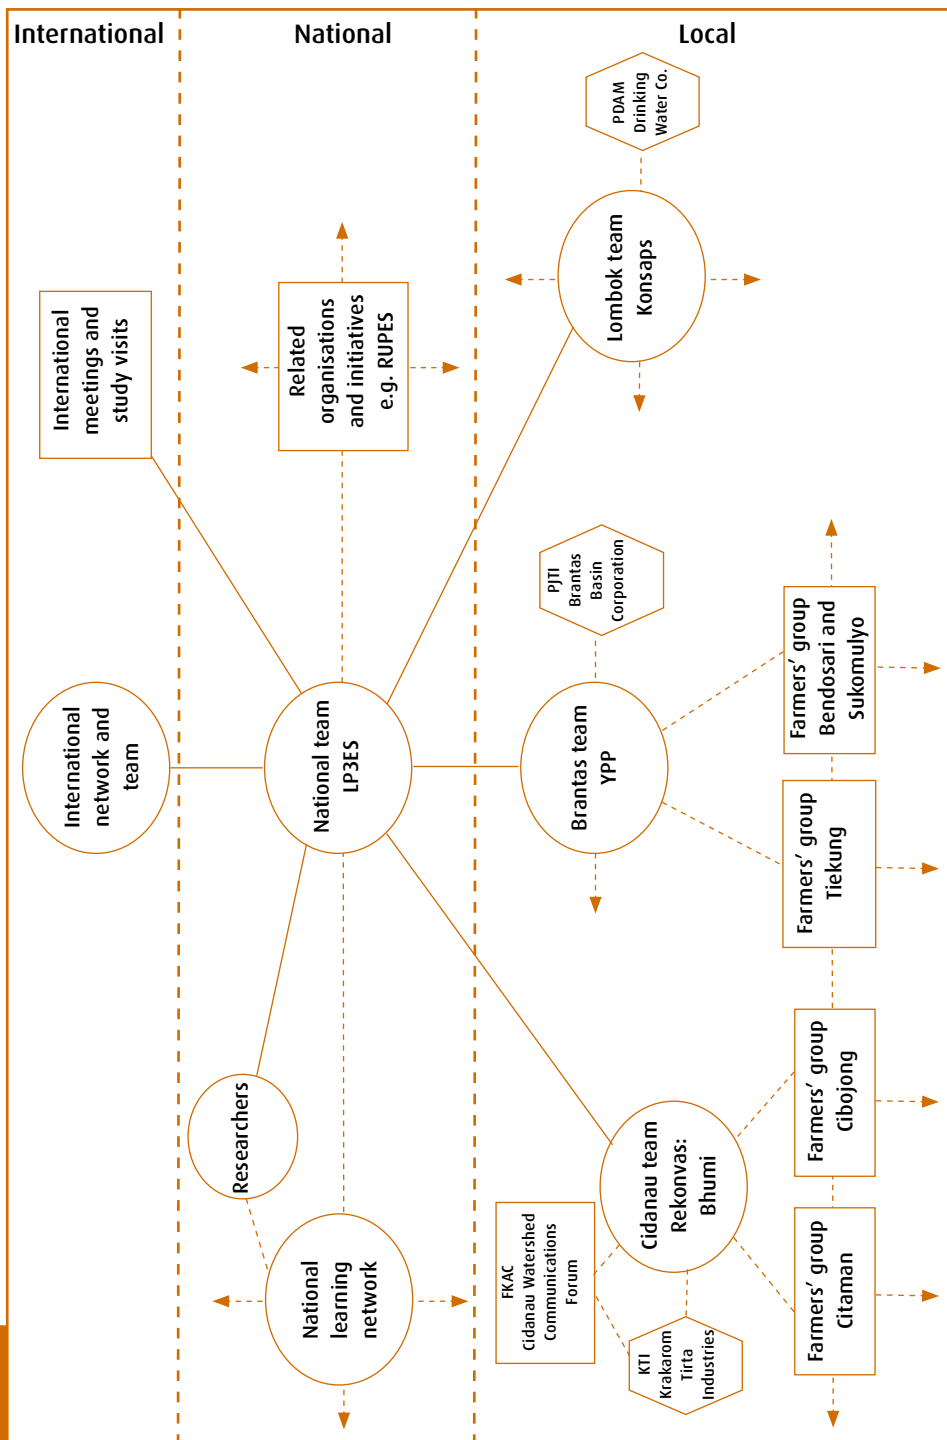 International
National
Local
PDAM
Drinking
Water Co.
Lombok team
Konsaps
International
meetings and
study visits
Related
organisations
and initiatives
e.g. RUPES
PJTI
Brantas
Basin
Corporation
International
network and
team
National team
LP3ES
Brantas team
YPP
Farmers’ group
Bendosari and
Sukomulyo
Farmers’ group
Tlekung
Researchers
National
learning
network
Cidanau team
Rekonvas:
Bhumi
FKAC
Cidanau Watershed
Communications
Forum
KTI
Krakarom
Tirta
Industries
Farmers’ group
Cibojong
Farmers’ group
Citaman